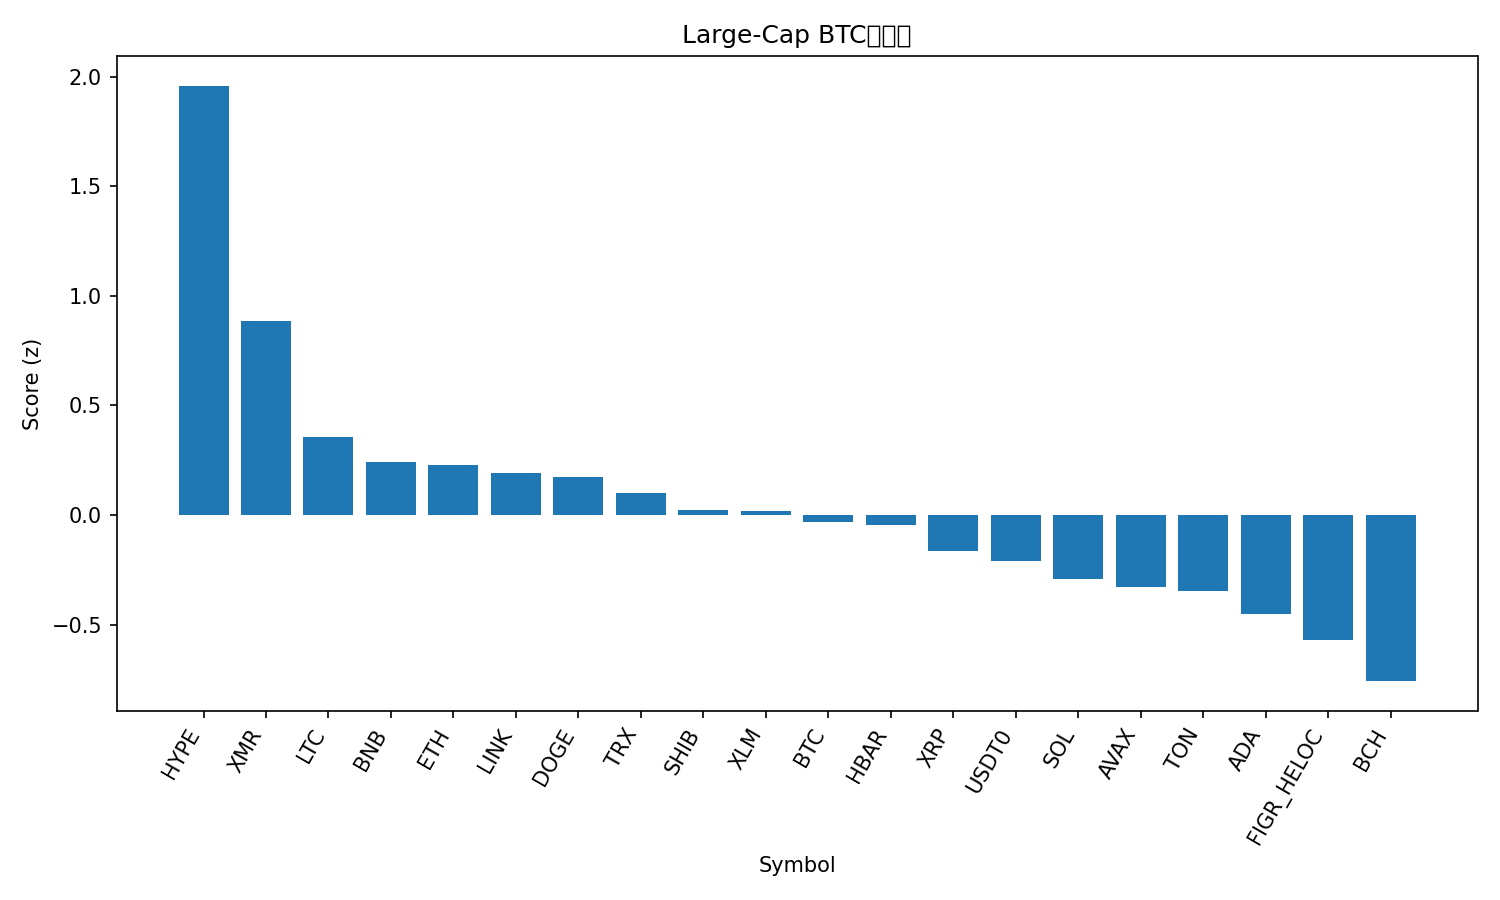 Large-Cap BTC
2.0
1.5
1.0
0.5
0.0
−0.5
Score (z)
HYPE
XMR
LTC
BNB
ETH
LINK
DOGE
TRX
SHIB
XLM
BTC
HBAR
XRP
USDT0
SOL
AVAX
TON
ADA
FIGR_HELOC
BCH
Symbol